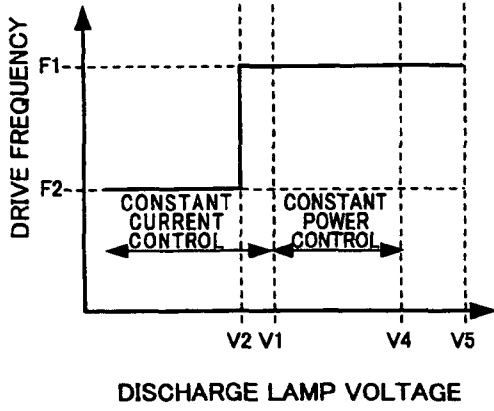 DRIVE FREQUENCY
F1
F2
CONSTANT
CURRENT
CONTROL
CONSTANT
POWER
CONTROL
V2 V1 V4 V5
DISCHARGE LAMP VOLTAGE